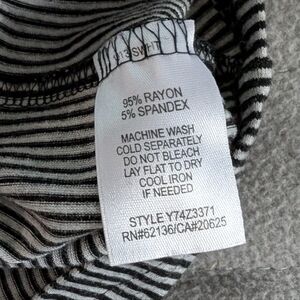 95% RAYON
5% SPANDEX
MACHINE WASH
COLD SEPARATELY
DO NOT BLEACH
LAY FLAT TO DRY
COOL IRON
IF NEEDED
STYLE Y74Z3371
RN#62136/CA#20625